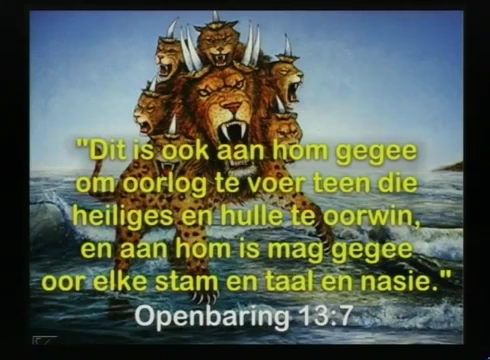 "Dit is ook aan hom gegee
om oorlog te voer teen die
heiliges en hulle te oorwin,
en aan hom is mag gegee
oor elke stam en taal en nasie."
Openbaring 13:7